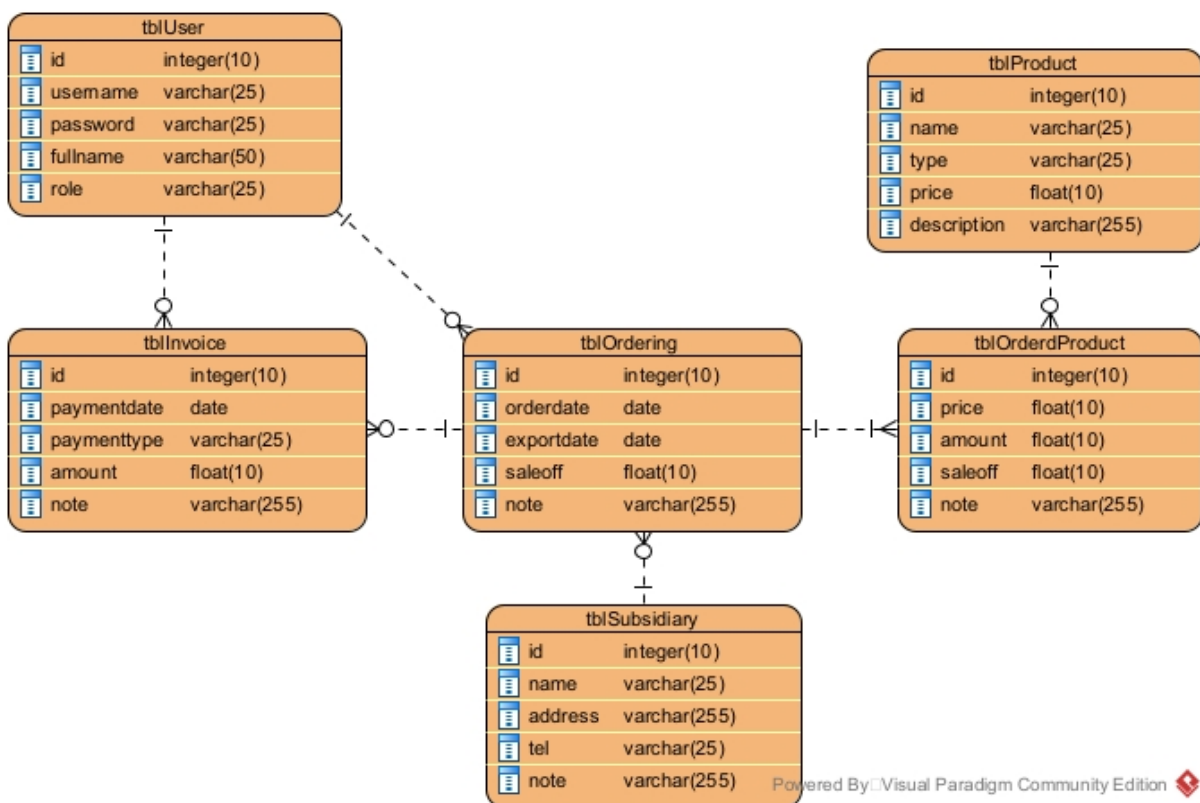 tblUser
id integer(10)
username varchar(25)
password varchar(25)
fullname varchar(50)
role varchar(25)
tblProduct
id integer(10)
name varchar(25)
type varchar(25)
price float(10)
description varchar(255)
tblInvoice
id integer(10)
paymentdate date
paymenttype varchar(25)
amount float(10)
note varchar(255)
tblOrdering
id integer(10)
orderdate date
exportdate date
saleoff float(10)
note varchar(255)
tblOrderdProduct
id integer(10)
price float(10)
amount float(10)
saleoff float(10)
note varchar(255)
tblSubsidiary
id integer(10)
name varchar(25)
address varchar(255)
tel varchar(25)
note varchar(255)
Powered By Visual Paradigm Community Edition